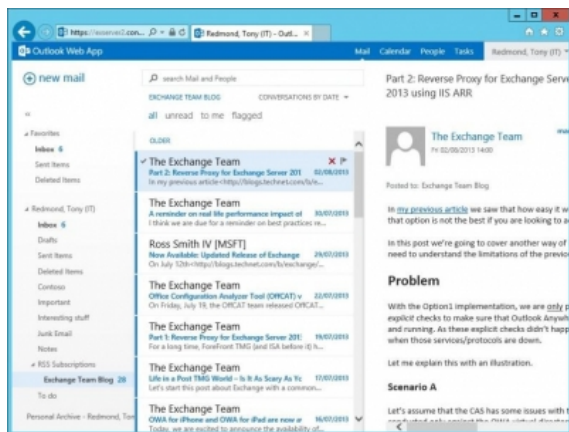 https://exserver2.con...
Redmond, Tony (IT) - Outl...
Outlook Web App
Mail Calendar People Tasks Redmond, Tony (IT)
new mail
«
Favorites
Inbox 6
Sent Items
Deleted Items
Redmond, Tony (IT)
Inbox 6
Drafts
Sent Items
Deleted Items
Contoso
Important
Interesting stuff
Junk Email
Notes
RSS Subscriptions
Exchange Team Blog 28
To do
Personal Archive - Redmond, Ton
search Mail and People
EXCHANGE TEAM BLOG CONVERSATIONS BY DATE
all unread to me flagged
OLDER
The Exchange Team
Part 2: Reverse Proxy for Exchange Server 201 02/08/2013
In my previous article<http://blogs.technet.com/b/e...
The Exchange Team
A reminder on real life performance impact of 30/07/2013
I think we are due for a reminder on best practices re...
Ross Smith IV [MSFT]
Now Available: Updated Release of Exchange 29/07/2013
On July 12th<http://blogs.technet.com/b/exchange/...
The Exchange Team
Office Configuration Analyzer Tool (OffCAT) v 22/07/2013
On Friday, July 19, the OffCAT team released OffCAT...
The Exchange Team
Part 1: Reverse Proxy for Exchange Server 201: 19/07/2013
For a long time, ForeFront TMG (and ISA before it) h...
The Exchange Team
Life in a Post TMG World – Is It As Scary As Yc 17/07/2013
Let's start this post about Exchange with a common...
The Exchange Team
OWA for iPhone and OWA for iPad are now ar 16/07/2013
Today, we are excited to announce the availability of...
Part 2: Reverse Proxy for Exchange Serve
2013 using IIS ARR
The Exchange Team
Fri 02/08/2013 14:00
Posted to: Exchange Team Blog
In my previous article we saw that how easy it w
that option is not the best if you are looking to a
In this post we're going to cover another way of
need to understand the limitations of the previo
Problem
With the Option1 implementation, we are only p
explicit checks to make sure that Outlook Anywh
and running. As these explicit checks didn't happ
when those services/protocols are down.
Let me explain this with an illustration.
Scenario A
Let's assume that the CAS has some issues with t